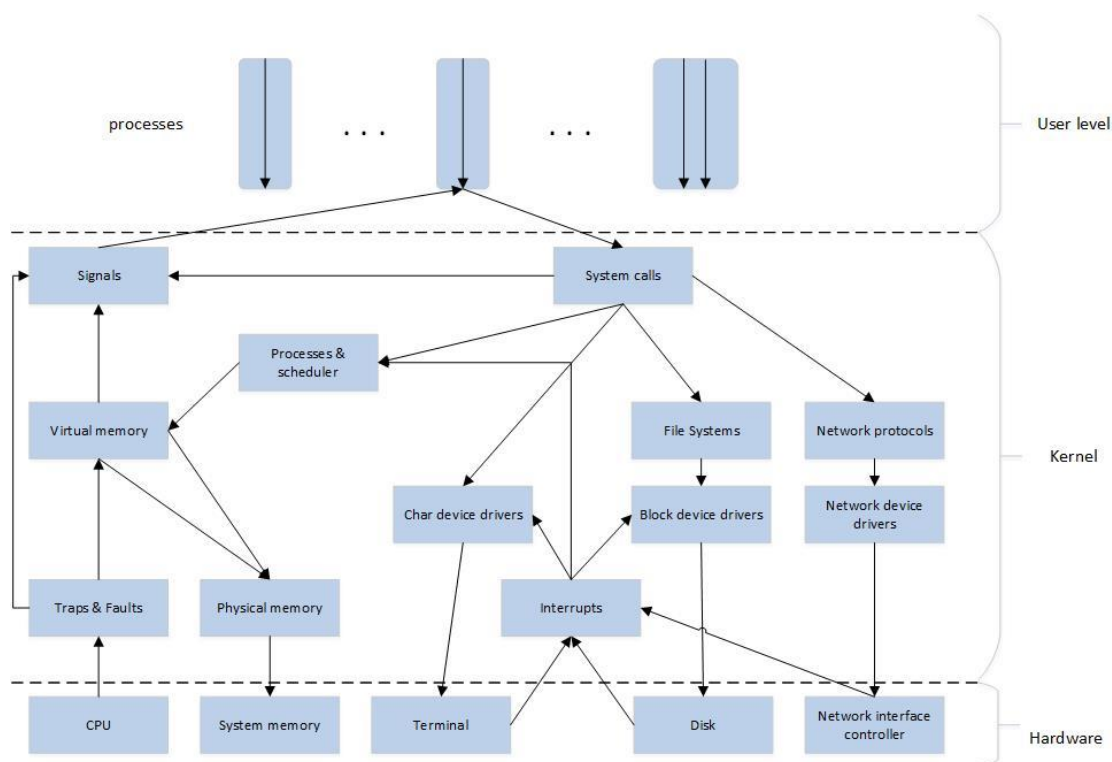 processes
. . .
. . .
User level
Signals
System calls
Processes &
scheduler
Virtual memory
File Systems
Network protocols
Kernel
Char device drivers
Block device drivers
Network device
drivers
Traps & Faults
Physical memory
Interrupts
CPU
System memory
Terminal
Disk
Network interface
controller
Hardware